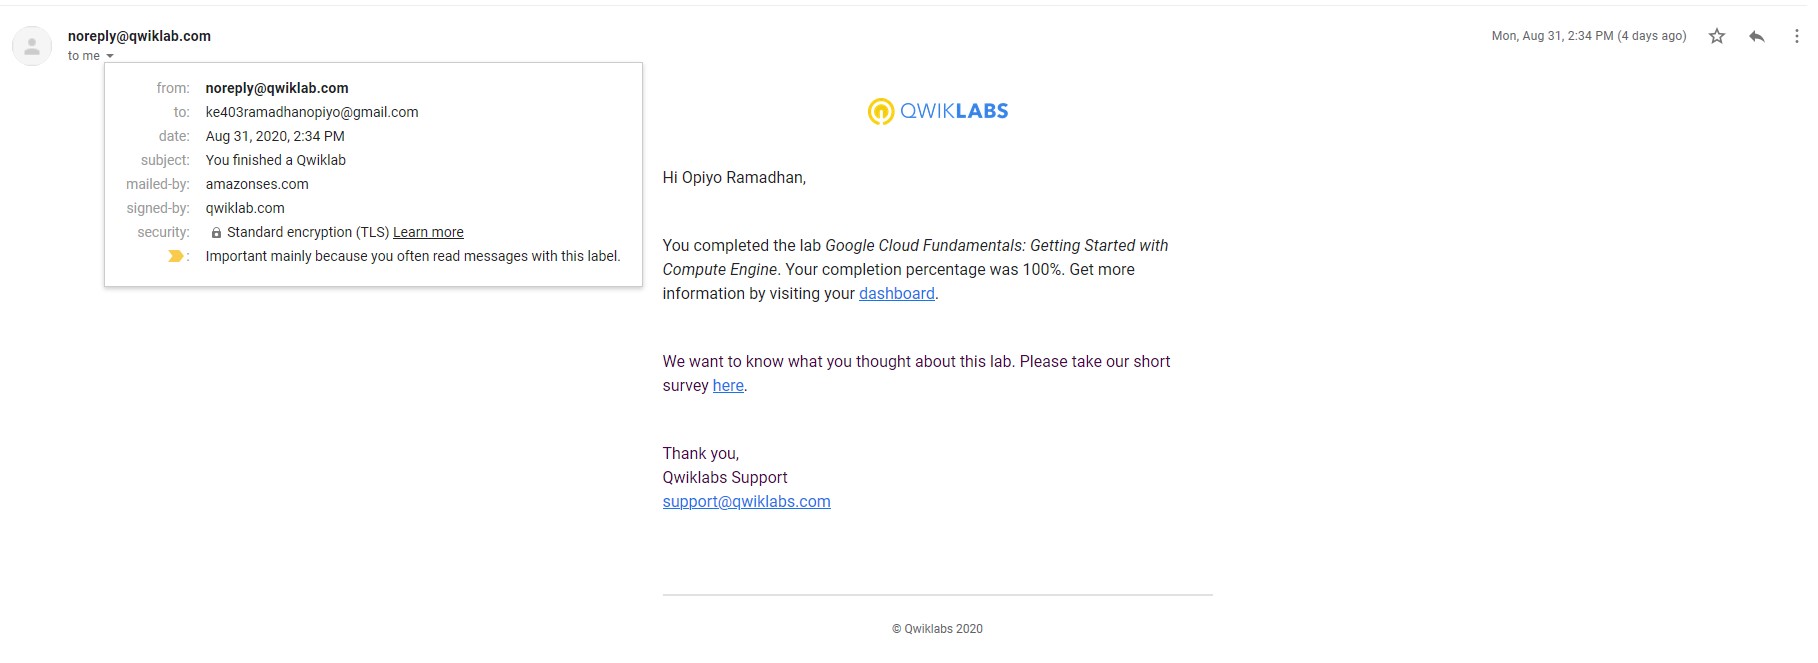 noreply@qwiklab.com
Mon, Aug 31, 2:34 PM (4 days ago)
to me
from: noreply@qwiklab.com
to: ke403ramadhanopiyo@gmail.com
date: Aug 31, 2020, 2:34 PM
subject: You finished a Qwiklab
mailed-by: amazonses.com
signed-by: qwiklab.com
security: Standard encryption (TLS) Learn more
: Important mainly because you often read messages with this label.
QWIKLABS
Hi Opiyo Ramadhan,
You completed the lab Google Cloud Fundamentals: Getting Started with
Compute Engine. Your completion percentage was 100%. Get more
information by visiting your dashboard.
We want to know what you thought about this lab. Please take our short
survey here.
Thank you,
Qwiklabs Support
support@qwiklabs.com
© Qwiklabs 2020